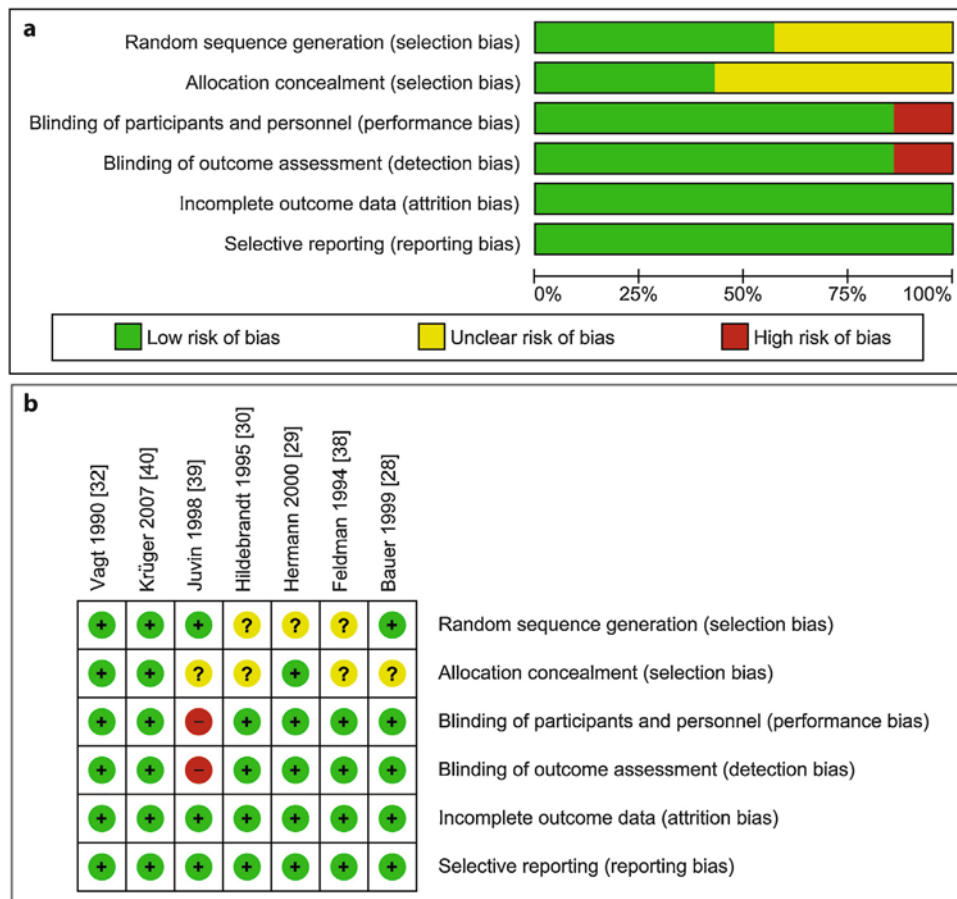 a
Random sequence generation (selection bias)
Allocation concealment (selection bias)
Blinding of participants and personnel (performance bias)
Blinding of outcome assessment (detection bias)
Incomplete outcome data (attrition bias)
Selective reporting (reporting bias)
0% 25% 50% 75% 100%
Low risk of bias Unclear risk of bias High risk of bias
b
Vagt 1990 [32]
Krüger 2007 [40]
Juvin 1998 [39]
Hildebrandt 1995 [30]
Hermann 2000 [29]
Feldman 1994 [38]
Bauer 1999 [28]
+ + + ? ? ? + Random sequence generation (selection bias)
+ + ? ? + ? ? Allocation concealment (selection bias)
+ + − + + + + Blinding of participants and personnel (performance bias)
+ + − + + + + Blinding of outcome assessment (detection bias)
+ + + + + + + Incomplete outcome data (attrition bias)
+ + + + + + + Selective reporting (reporting bias)